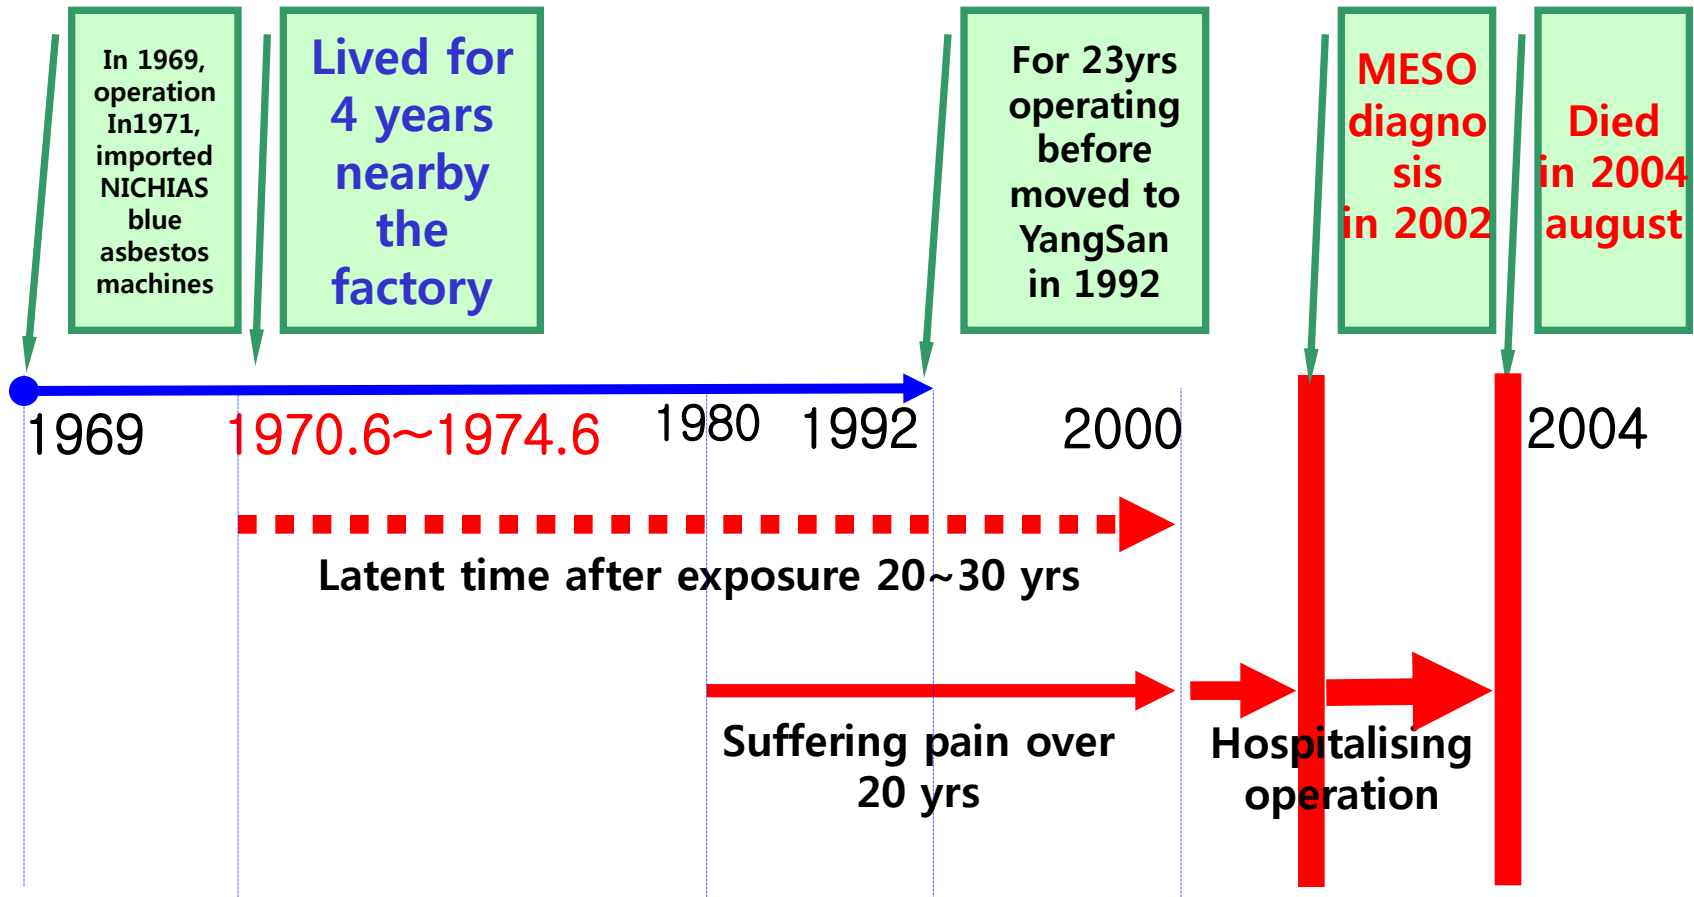 In 1969,
operation
In1971,
imported
NICHIAS
blue
asbestos
machines
Lived for
4 years
nearby
the
factory
For 23yrs
operating
before
moved to
YangSan
in 1992
MESO
diagno
sis
in 2002
Died
in 2004
august
1969
1970.6~1974.6
1980
1992
2000
2004
Latent time after exposure 20~30 yrs
Suffering pain over
20 yrs
Hospitalising
operation